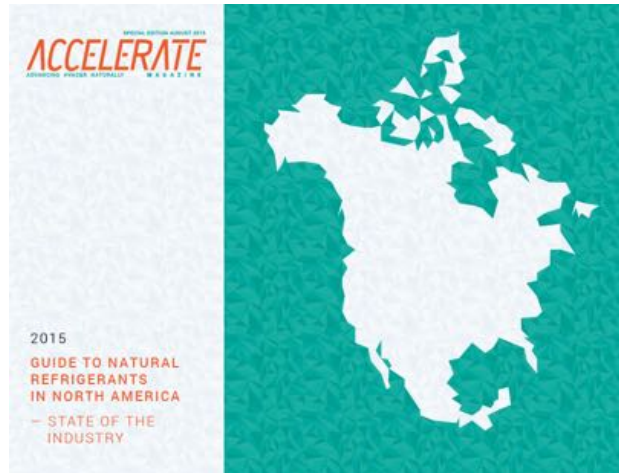 SPECIAL EDITION AUGUST 2015
ACCELERATE
ADVANCING HVAC&R NATURALLY MAGAZINE
2015
GUIDE TO NATURAL
REFRIGERANTS
IN NORTH AMERICA
– STATE OF THE
INDUSTRY